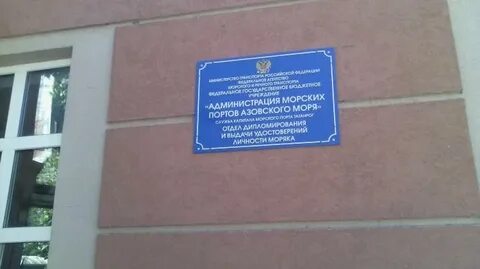 МИНИСТЕРСТВО ТРАНСПОРТА РОССИЙСКОЙ ФЕДЕРАЦИИ
ФЕДЕРАЛЬНОЕ АГЕНТСТВО
МОРСКОГО И РЕЧНОГО ТРАНСПОРТА
ФЕДЕРАЛЬНОЕ ГОСУДАРСТВЕННОЕ БЮДЖЕТНОЕ
УЧРЕЖДЕНИЕ
«АДМИНИСТРАЦИЯ МОРСКИХ
ПОРТОВ АЗОВСКОГО МОРЯ»
СЛУЖБА КАПИТАНА МОРСКОГО ПОРТА ТАГАНРОГ
ОТДЕЛ ДИПЛОМИРОВАНИЯ
И ВЫДАЧИ УДОСТОВЕРЕНИЙ
ЛИЧНОСТИ МОРЯКА